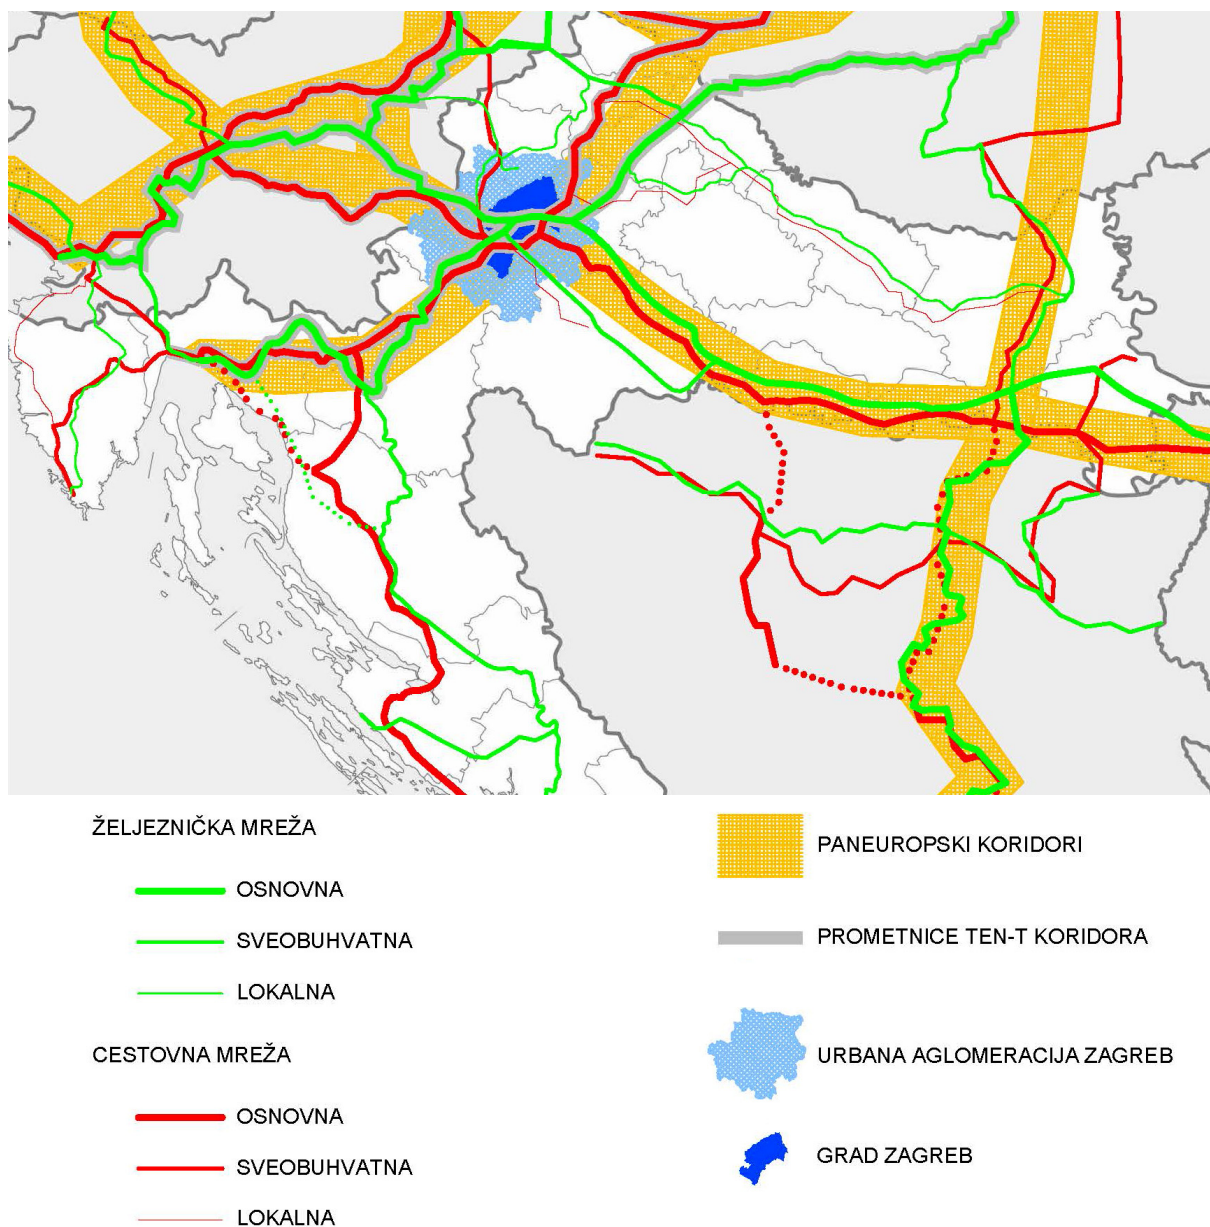 ŽELJEZNIČKA MREŽA
OSNOVNA
SVEOBUHVATNA
LOKALNA
CESTOVNA MREŽA
OSNOVNA
SVEOBUHVATNA
LOKALNA
PANEUROPSKI KORIDORI
PROMETNICE TEN-T KORIDORA
URBANA AGLOMERACIJA ZAGREB
GRAD ZAGREB